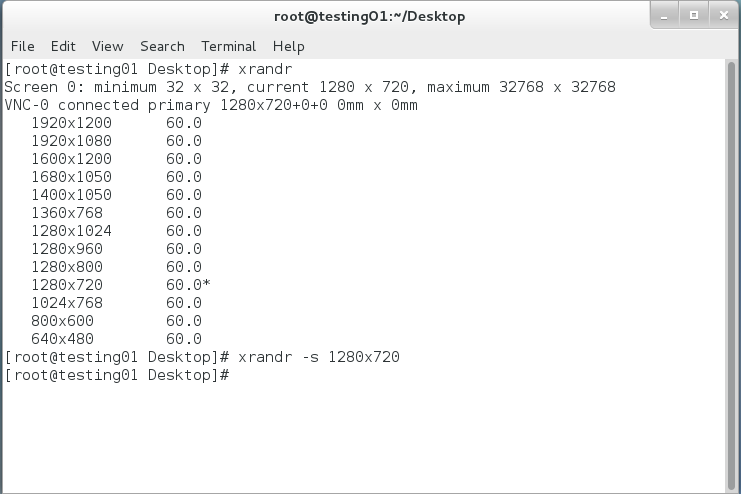 root@testing01:~/Desktop
File Edit View Search Terminal Help
[root@testing01 Desktop]# xrandr
Screen 0: minimum 32 x 32, current 1280 x 720, maximum 32768 x 32768
VNC-0 connected primary 1280x720+0+0 0mm x 0mm
   1920x1200      60.0
   1920x1080      60.0
   1600x1200      60.0
   1680x1050      60.0
   1400x1050      60.0
   1360x768       60.0
   1280x1024      60.0
   1280x960       60.0
   1280x800       60.0
   1280x720       60.0*
   1024x768       60.0
   800x600        60.0
   640x480        60.0
[root@testing01 Desktop]# xrandr -s 1280x720
[root@testing01 Desktop]#